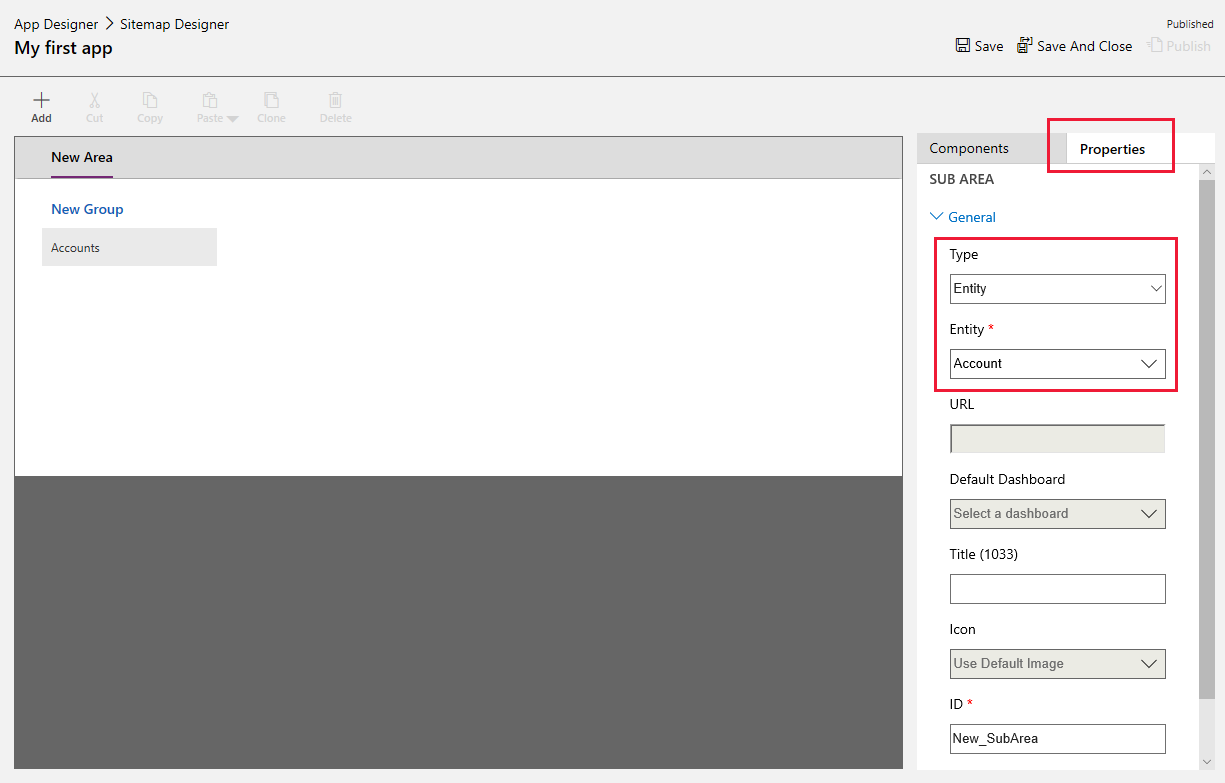 App Designer > Sitemap Designer
My first app
Published
Save
Save And Close
Publish
Add
Cut
Copy
Paste
Clone
Delete
New Area
New Group
Accounts
Components
Properties
SUB AREA
General
Type
Entity
Entity *
Account
URL
Default Dashboard
Select a dashboard
Title (1033)
Icon
Use Default Image
ID *
New_SubArea